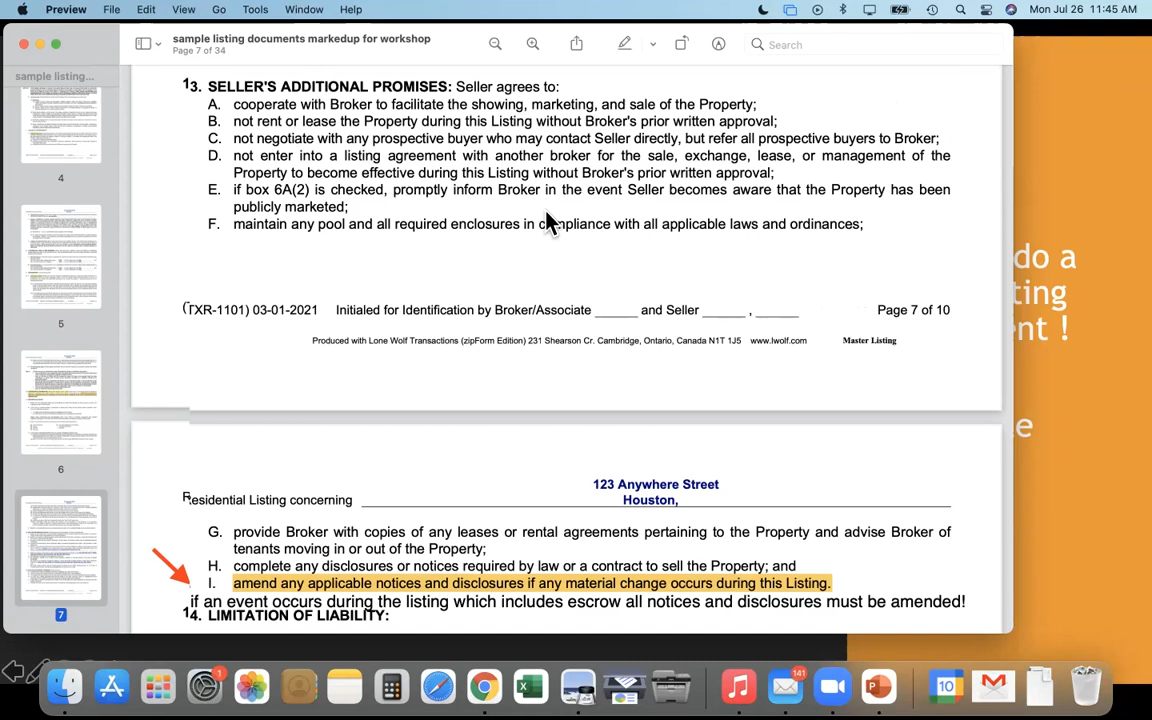 Preview File Edit View Go Tools Window Help Mon Jul 26 11:45 AM
sample listing documents markedup for workshop
Page 7 of 34
Search
sample listing...
4
5
6
7
13. SELLER'S ADDITIONAL PROMISES: Seller agrees to:
A. cooperate with Broker to facilitate the showing, marketing, and sale of the Property;
B. not rent or lease the Property during this Listing without Broker's prior written approval;
C. not negotiate with any prospective buyer who may contact Seller directly, but refer all prospective buyers to Broker;
D. not enter into a listing agreement with another broker for the sale, exchange, lease, or management of the
Property to become effective during this Listing without Broker's prior written approval;
E. if box 6A(2) is checked, promptly inform Broker in the event Seller becomes aware that the Property has been
publicly marketed;
F. maintain any pool and all required enclosures in compliance with all applicable laws and ordinances;
(TXR-1101) 03-01-2021 Initialed for Identification by Broker/Associate ______ and Seller ______ , ______ Page 7 of 10
Produced with Lone Wolf Transactions (zipForm Edition) 231 Shearson Cr. Cambridge, Ontario, Canada N1T 1J5 www.lwolf.com Master Listing
123 Anywhere Street
Residential Listing concerning Houston,
G. provide Broker with copies of any leases or rental agreements pertaining to the Property and advise Broker of
tenants moving in or out of the Property;
H. complete any disclosures or notices required by law or a contract to sell the Property; and
I. amend any applicable notices and disclosures if any material change occurs during this Listing.
if an event occurs during the listing which includes escrow all notices and disclosures must be amended!
14. LIMITATION OF LIABILITY:
do a
ting
nt !
e
1
141
10